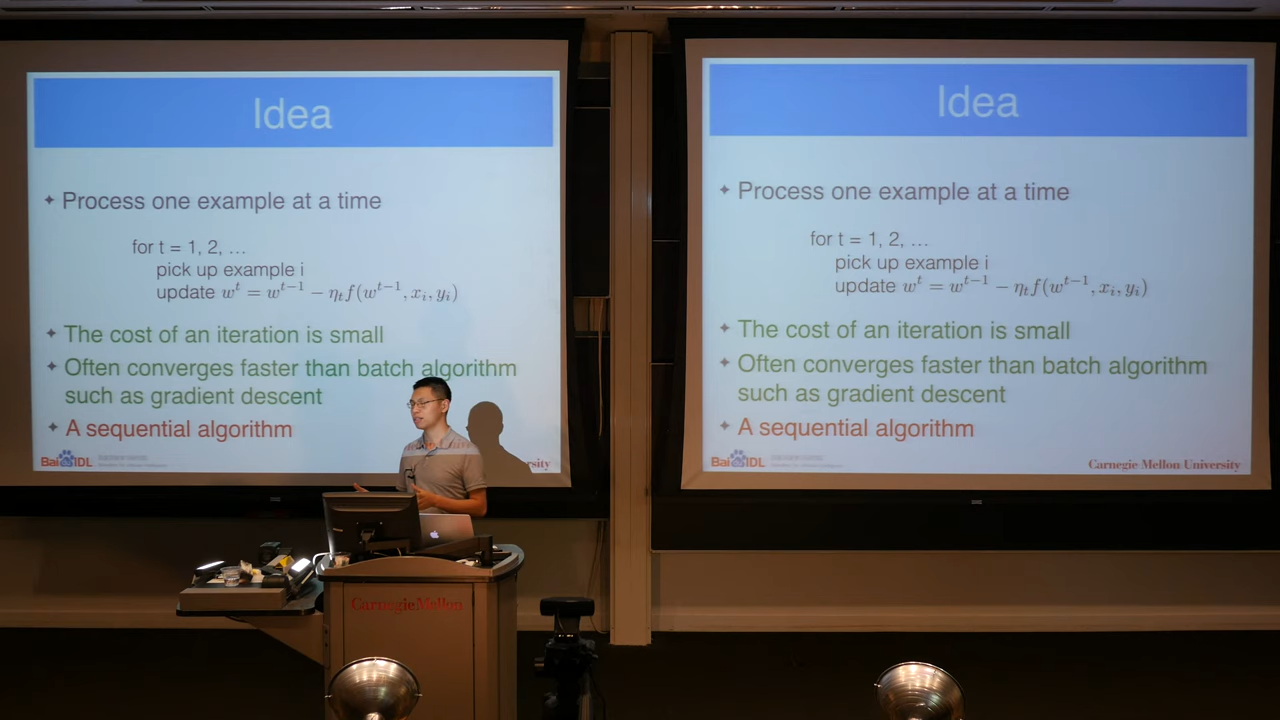 Idea
✦ Process one example at a time
for t = 1, 2, …
pick up example i
update w^t = w^{t−1} − η_t f(w^{t−1}, x_i, y_i)
✦ The cost of an iteration is small
✦ Often converges faster than batch algorithm
such as gradient descent
✦ A sequential algorithm
Bai IDL
rsity
Idea
✦ Process one example at a time
for t = 1, 2, …
pick up example i
update w^t = w^{t−1} − η_t f(w^{t−1}, x_i, y_i)
✦ The cost of an iteration is small
✦ Often converges faster than batch algorithm
such as gradient descent
✦ A sequential algorithm
Bai IDL
Carnegie Mellon University
Carnegie Mellon